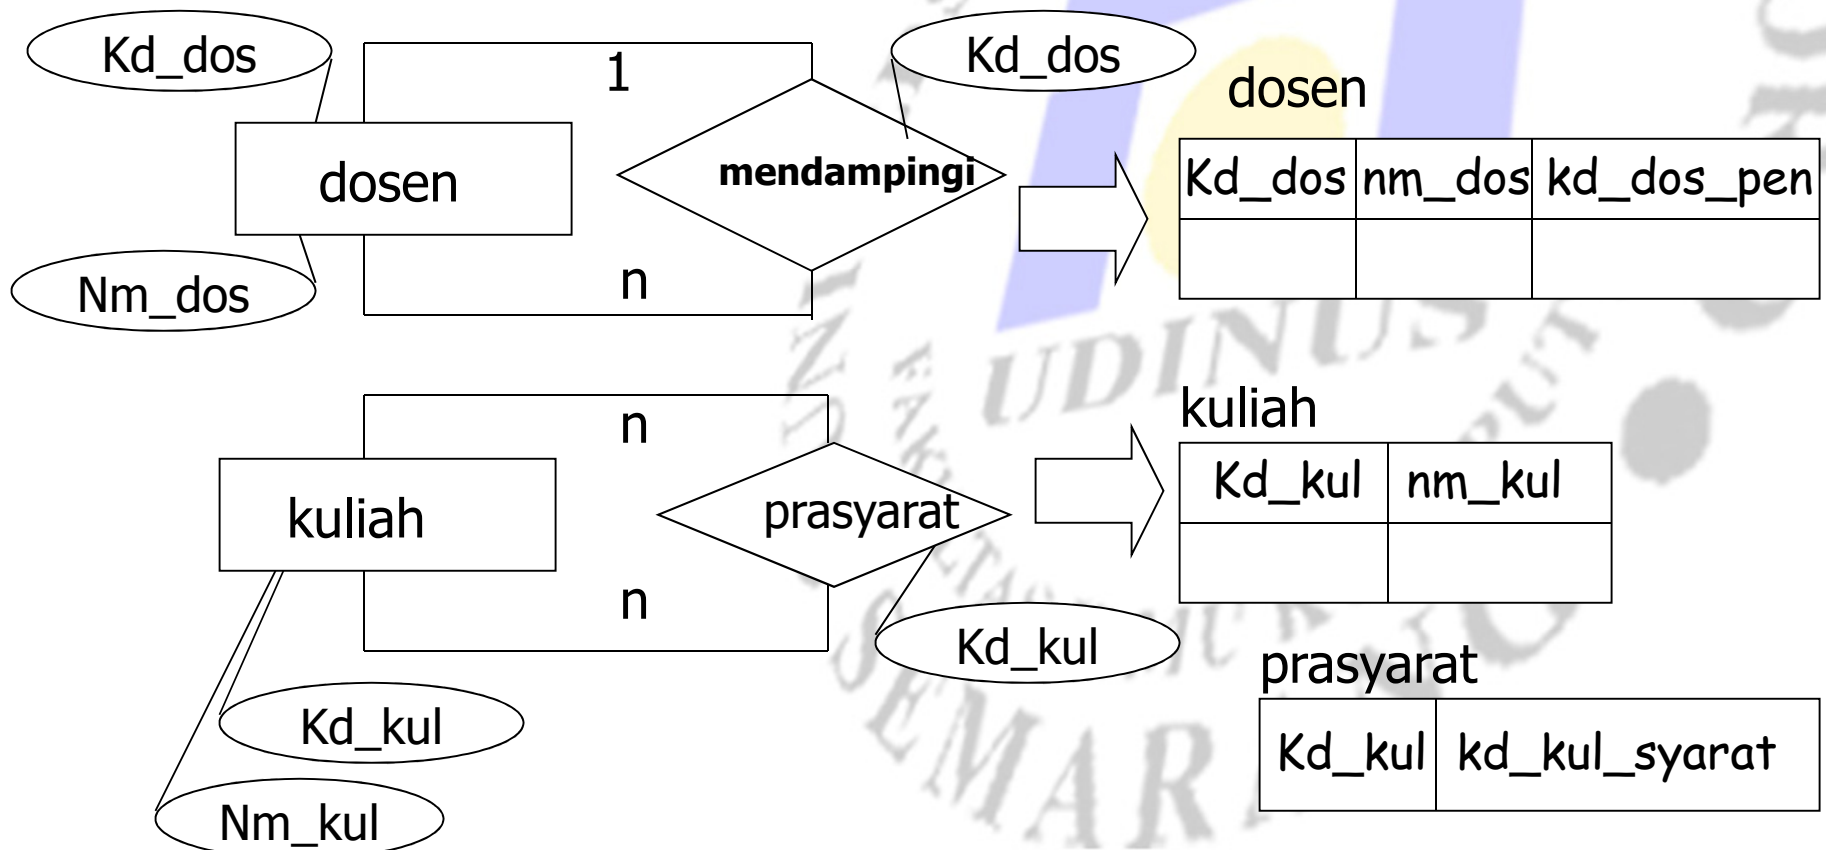 Kd_dos
1
Kd_dos
dosen
mendampingi
Nm_dos
n
dosen
Kd_dos nm_dos kd_dos_pen
UDINUS
n
kuliah
prasyarat
n
Kd_kul
Kd_kul
Nm_kul
kuliah
Kd_kul nm_kul
prasyarat
Kd_kul kd_kul_syarat